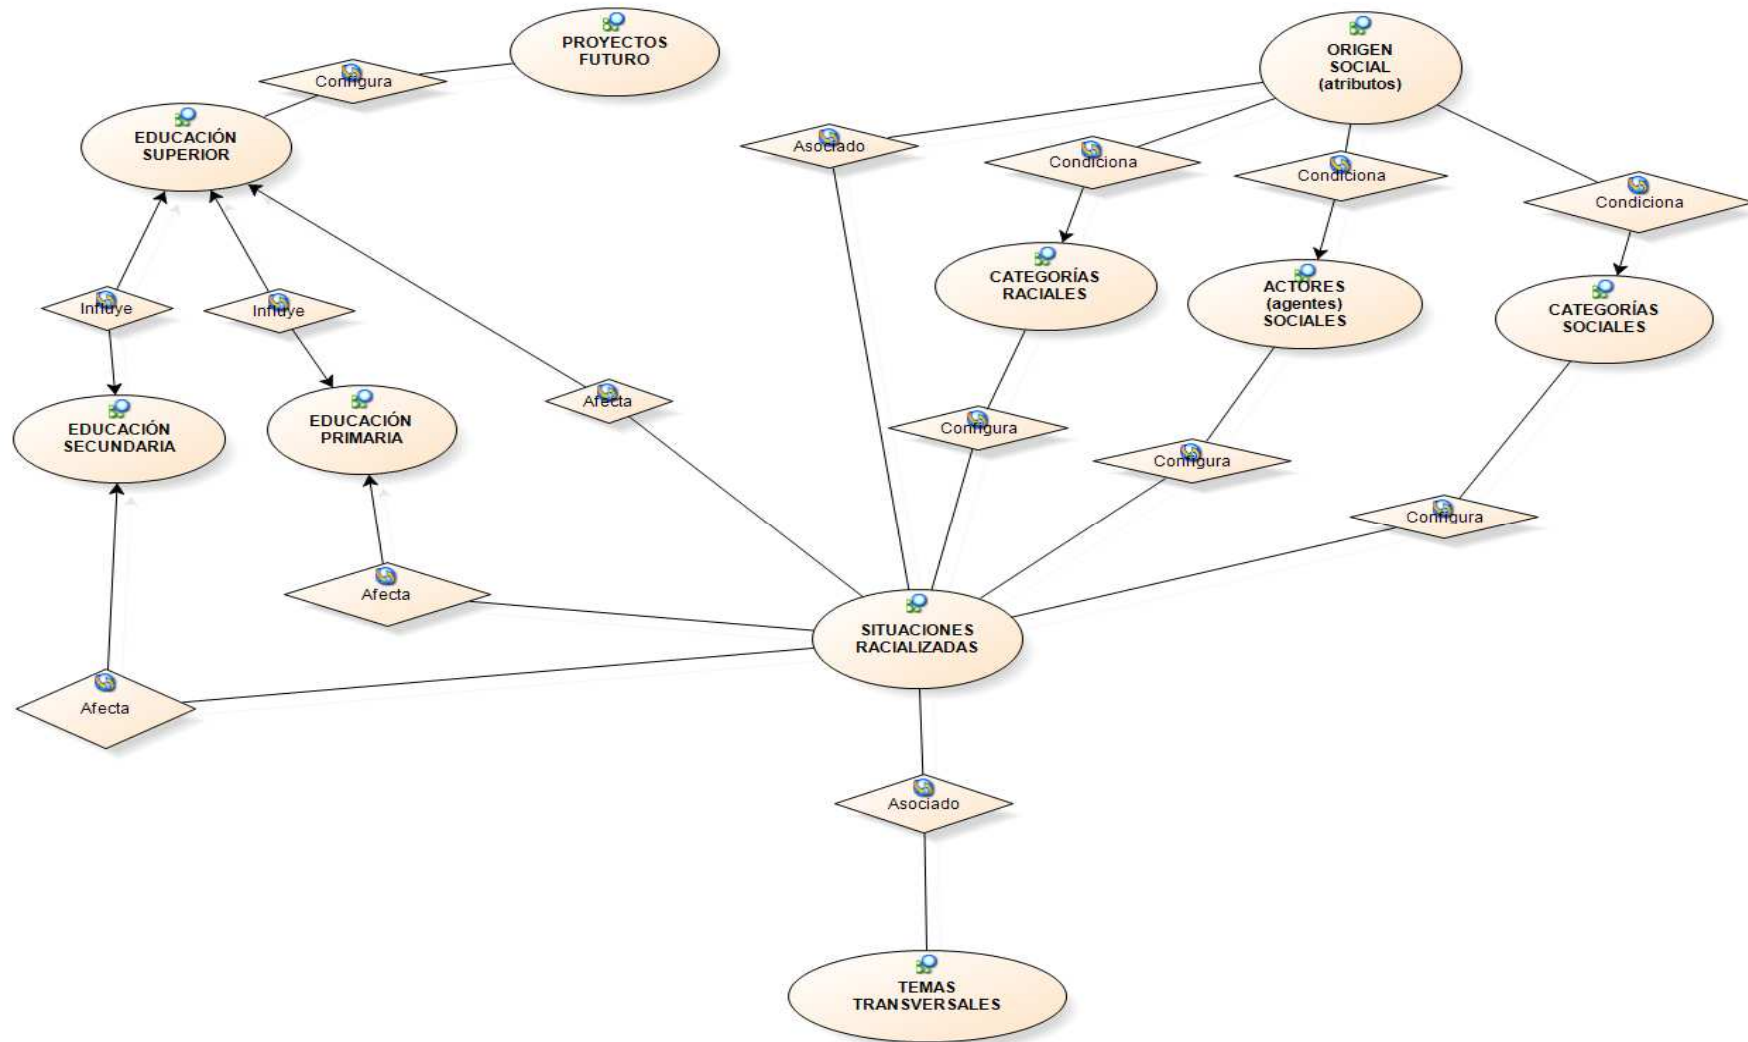 PROYECTOS
FUTURO
ORIGEN
SOCIAL
(atributos)
Configura
EDUCACIÓN
SUPERIOR
Asociado
Condiciona
Condiciona
Condiciona
CATEGORÍAS
RACIALES
ACTORES
(agentes)
SOCIALES
CATEGORÍAS
SOCIALES
Influye
Influye
Afecta
EDUCACIÓN
SECUNDARIA
EDUCACIÓN
PRIMARIA
Configura
Configura
Configura
Afecta
SITUACIONES
RACIALIZADAS
Afecta
Asociado
TEMAS
TRANSVERSALES